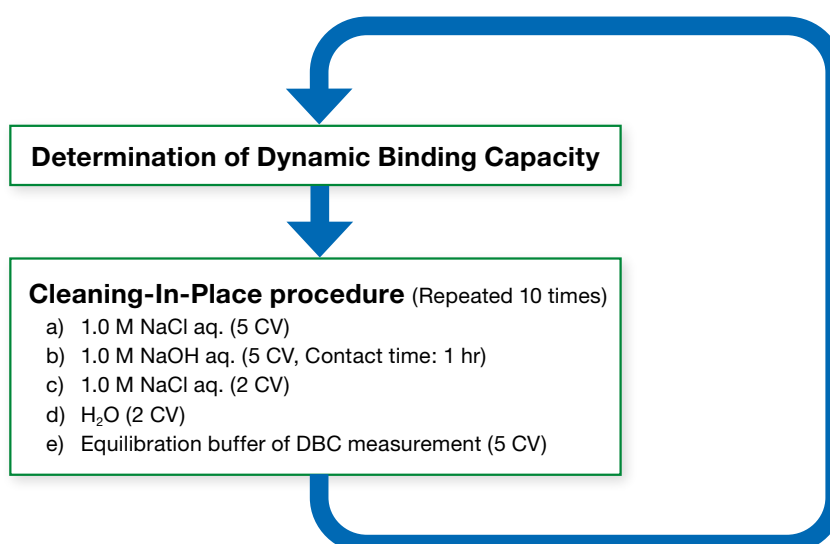 Determination of Dynamic Binding Capacity
Cleaning-In-Place procedure (Repeated 10 times)
a) 1.0 M NaCl aq. (5 CV)
b) 1.0 M NaOH aq. (5 CV, Contact time: 1 hr)
c) 1.0 M NaCl aq. (2 CV)
d) H₂O (2 CV)
e) Equilibration buffer of DBC measurement (5 CV)